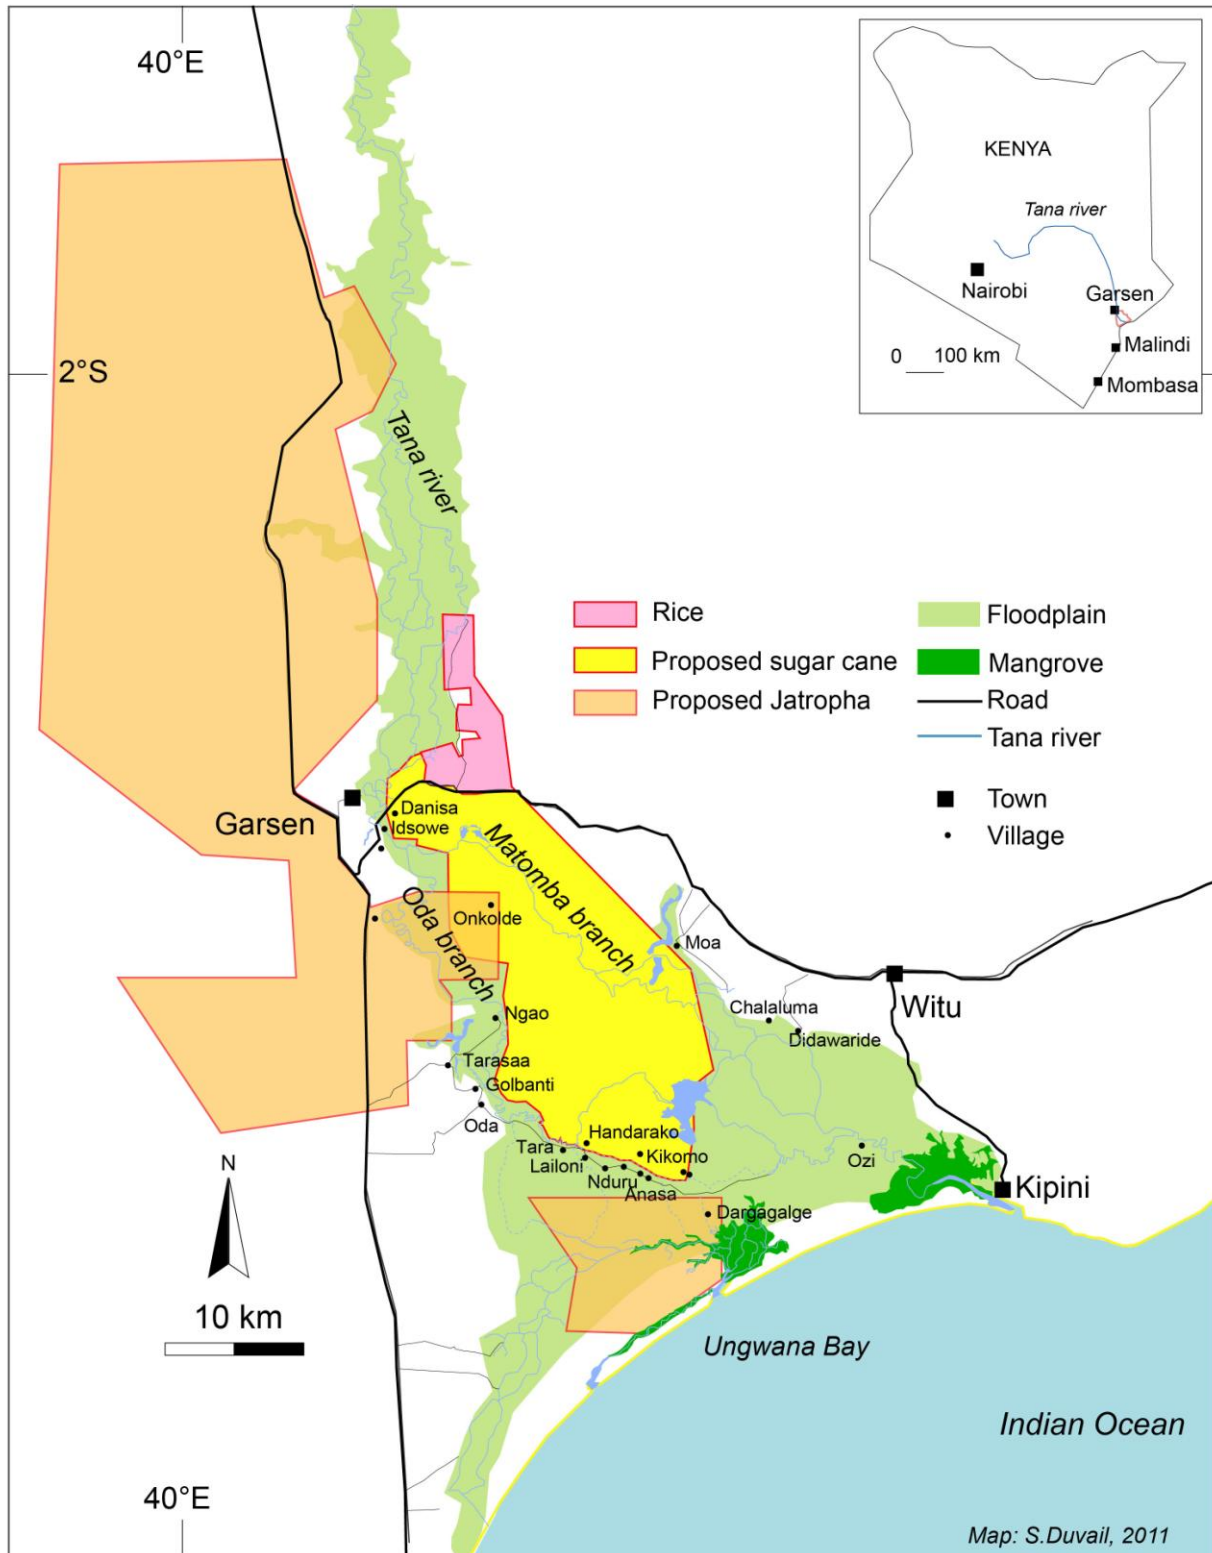 40°E
KENYA
Tana river
Nairobi
Garsen
Malindi
0 100 km
Mombasa
2°S
Tana river
Rice
Floodplain
Proposed sugar cane
Mangrove
Proposed Jatropha
Road
Tana river
Town
Village
Garsen
Danisa
Idsowe
Matomba branch
Oda branch
Onkolde
Moa
Witu
Ngao
Chalaluma
Didawaride
Tarasaa
Golbanti
Oda
Handarako
Tara
Lailoni
Kikomo
Ozi
Nduru
Anasa
Kipini
Dargagalge
N
10 km
Ungwana Bay
Indian Ocean
40°E
Map: S.Duvail, 2011